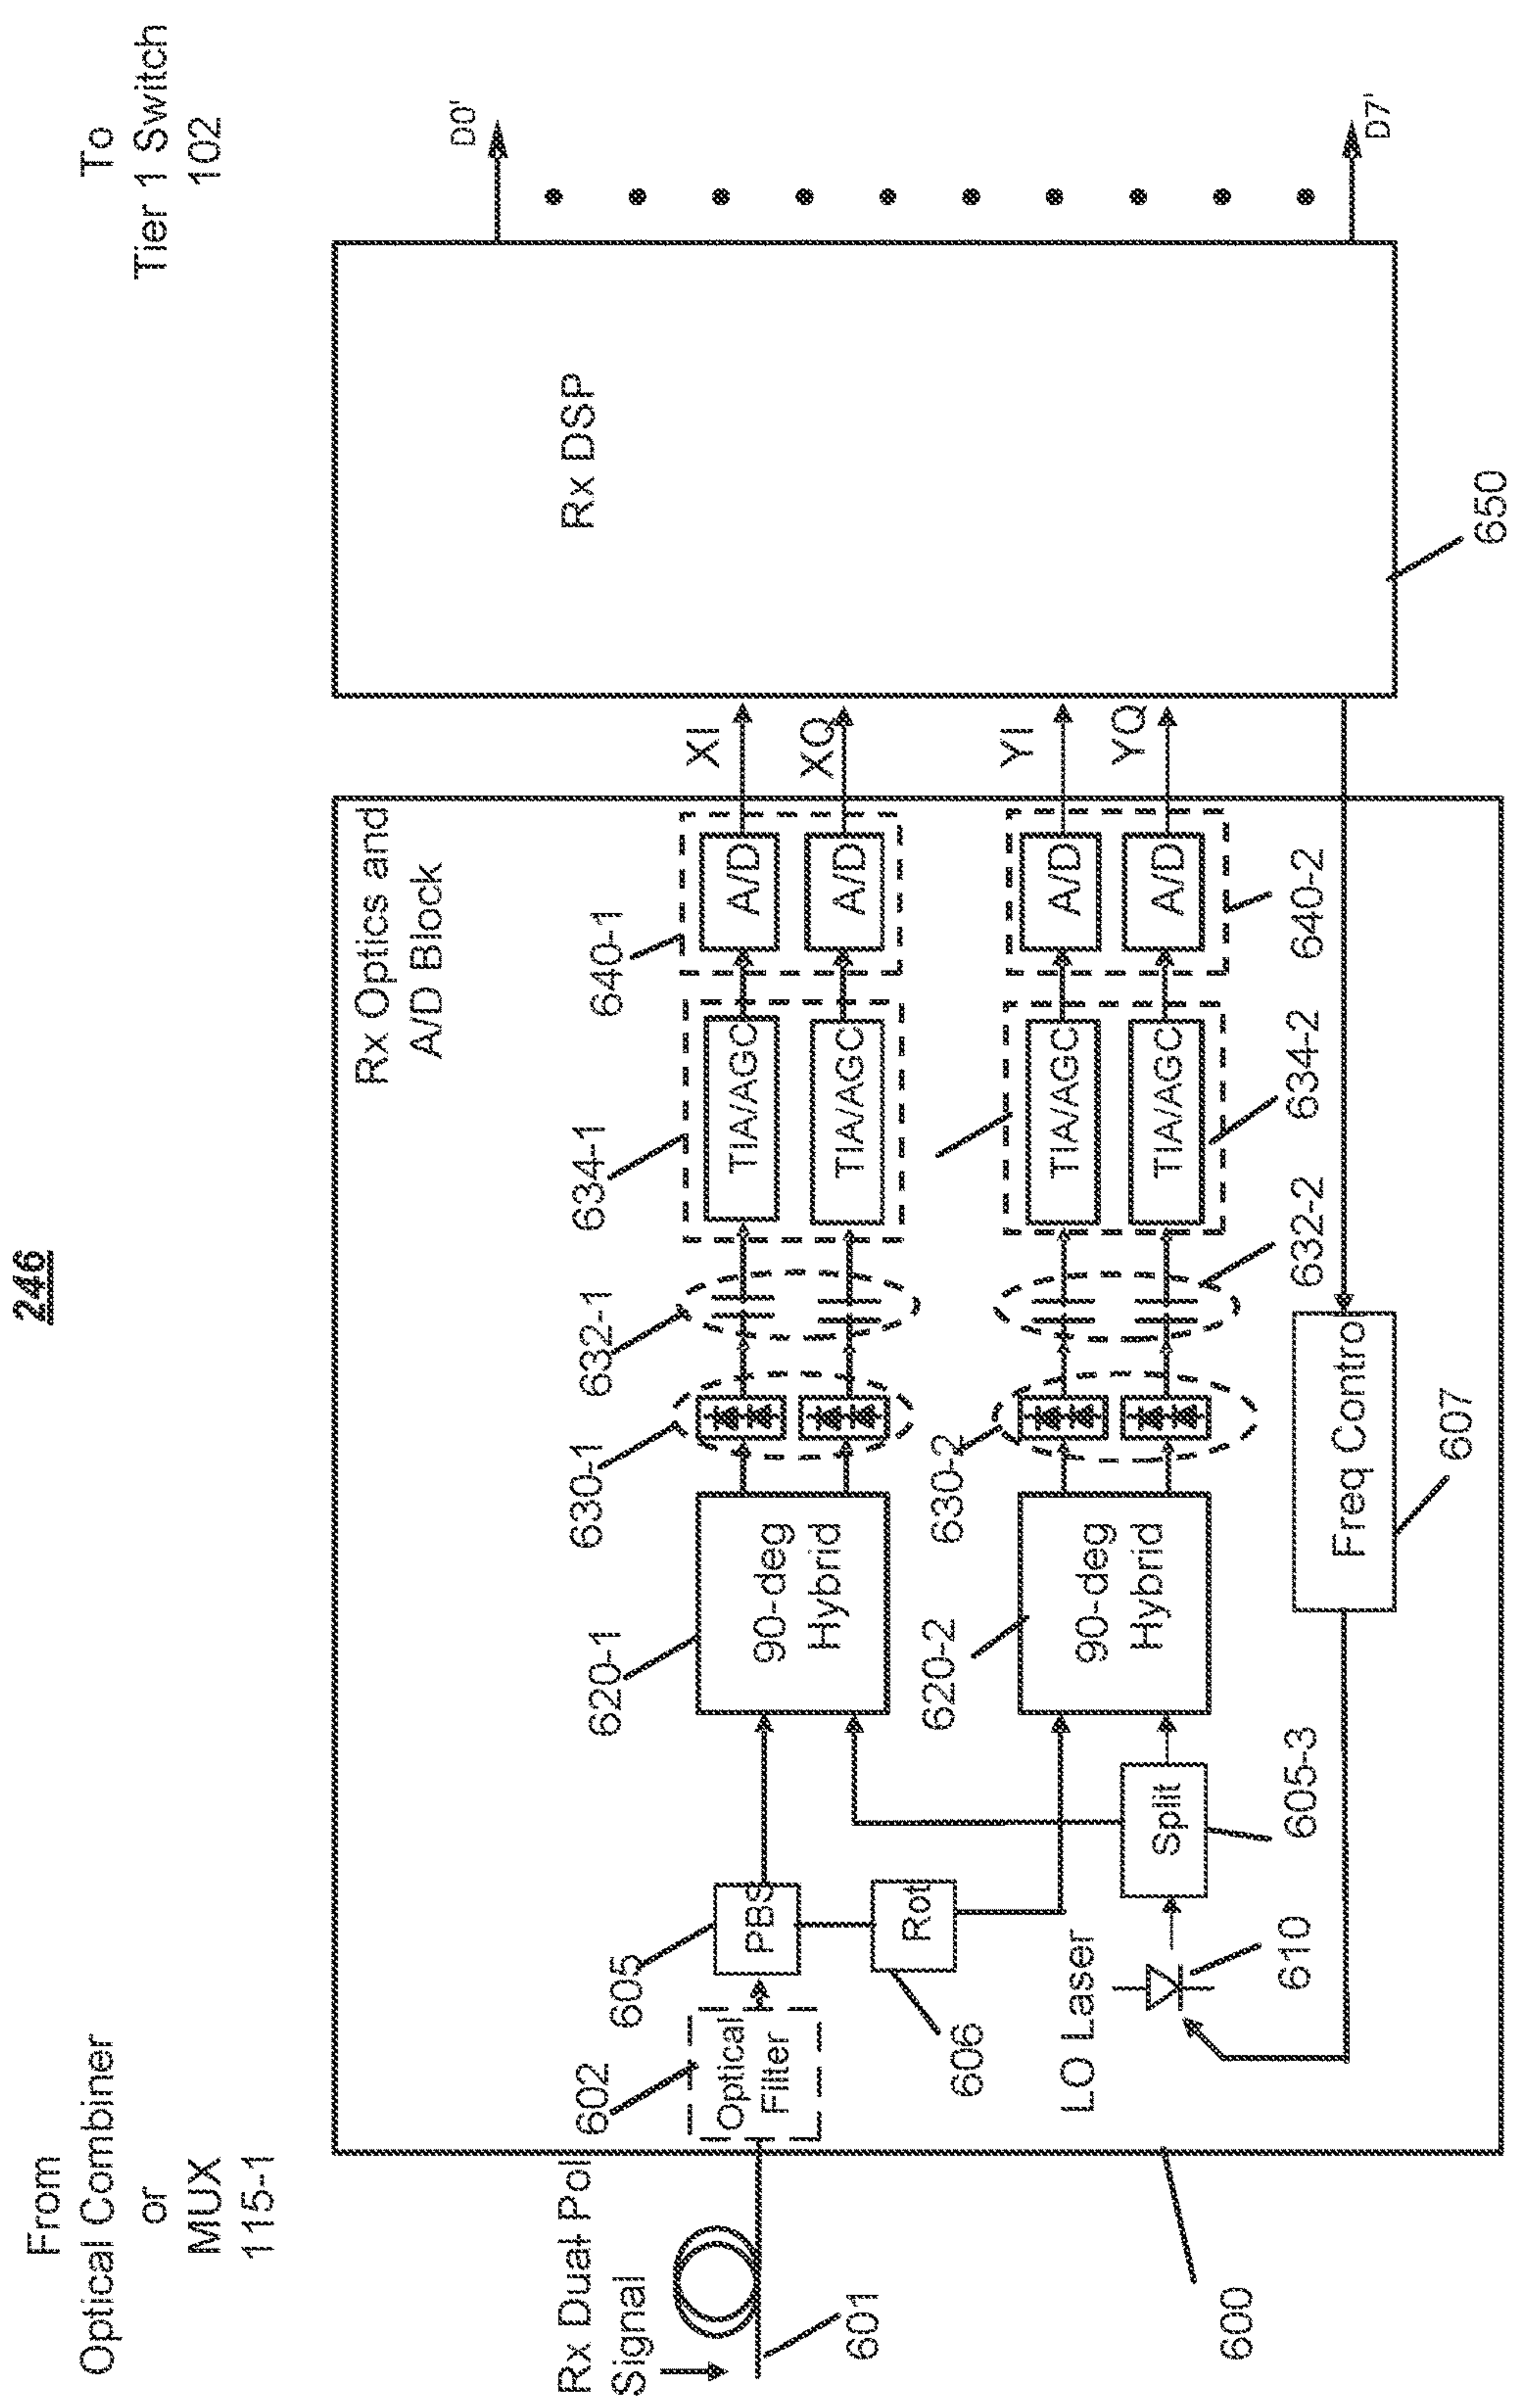 246
From
Optical Combiner
or
MUX
115-1
To
Tier 1 Switch
102
Rx Optics and
A/D Block
Rx DSP
650
D0'
D7'
Rx Dual Pol
Signal
601
600
602
Optical
Filter
605
PBS
606
Rot
LO Laser
610
Split
605-3
620-1
90-deg
Hybrid
620-2
90-deg
Hybrid
630-1
630-2
632-1
632-2
634-1
TIA/AGC
TIA/AGC
TIA/AGC
TIA/AGC
634-2
640-1
A/D
A/D
A/D
A/D
640-2
XI
XQ
YI
YQ
Freq Contro
607